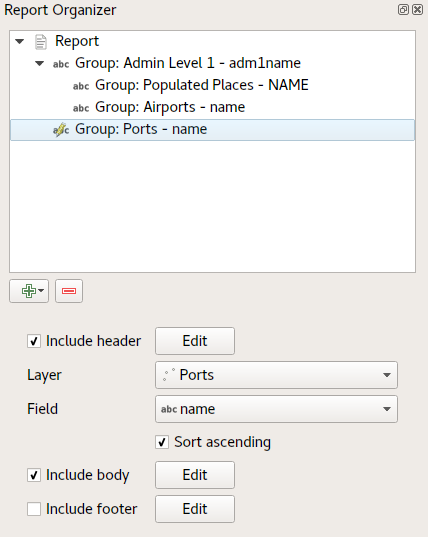 Report Organizer
Report
abc Group: Admin Level 1 - adm1name
abc Group: Populated Places - NAME
abc Group: Airports - name
abc Group: Ports - name
Include header Edit
Layer Ports
Field abc name
Sort ascending
Include body Edit
Include footer Edit